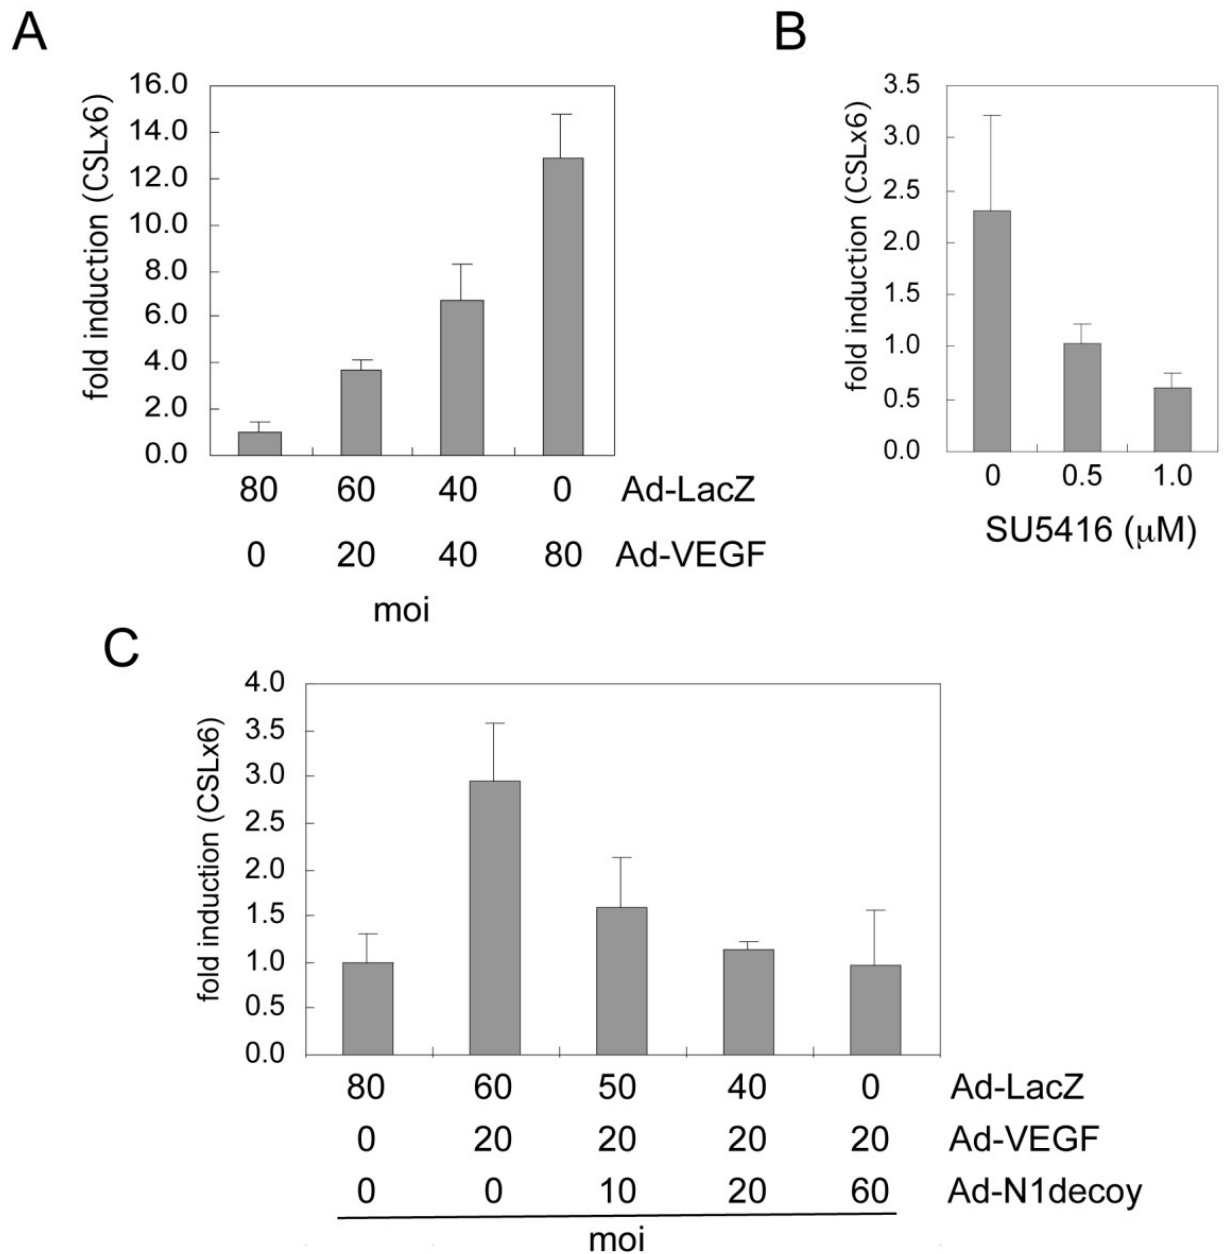 A
fold induction (CSLx6)
16.0
14.0
12.0
10.0
8.0
6.0
4.0
2.0
0.0
80 60 40 0 Ad-LacZ
0 20 40 80 Ad-VEGF
moi
B
fold induction (CSLx6)
3.5
3.0
2.5
2.0
1.5
1.0
0.5
0.0
0 0.5 1.0
SU5416 (μM)
C
fold induction (CSLx6)
4.0
3.5
3.0
2.5
2.0
1.5
1.0
0.5
0.0
80 60 50 40 0 Ad-LacZ
0 20 20 20 20 Ad-VEGF
0 0 10 20 60 Ad-N1decoy
moi